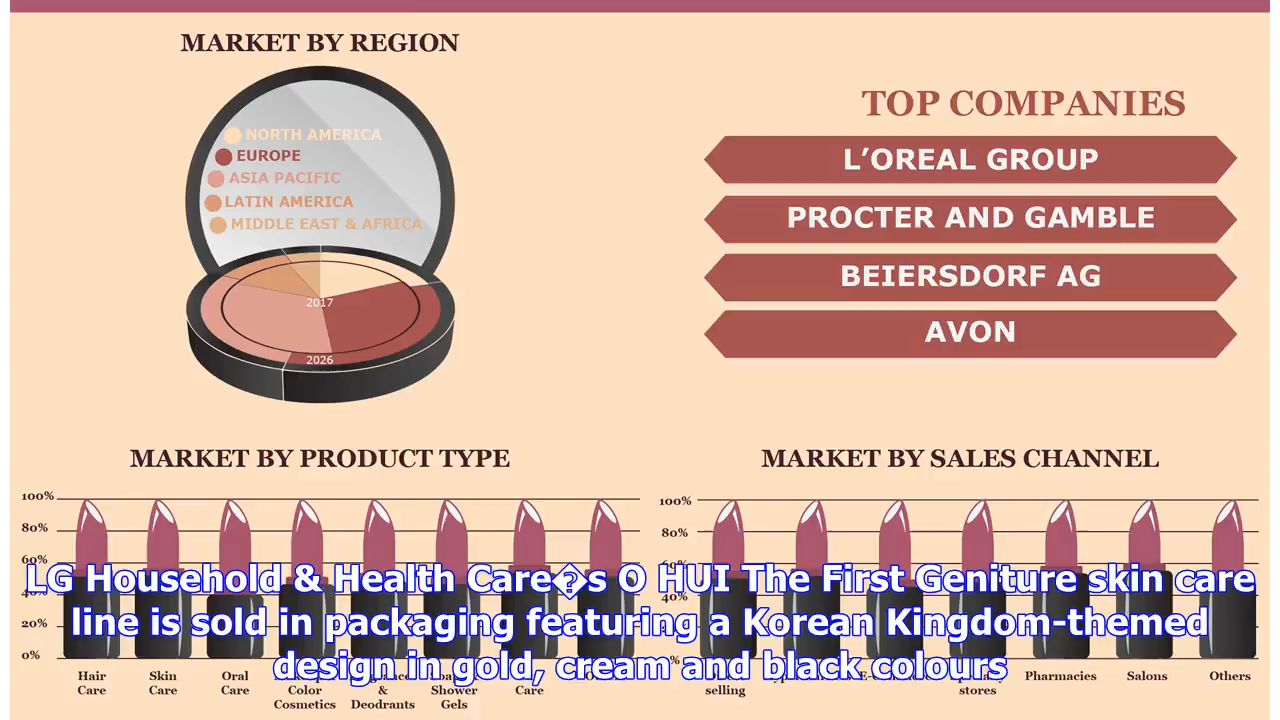 MARKET BY REGION
NORTH AMERICA
EUROPE
ASIA PACIFIC
LATIN AMERICA
MIDDLE EAST & AFRICA
2017
2026
TOP COMPANIES
L’OREAL GROUP
PROCTER AND GAMBLE
BEIERSDORF AG
AVON
MARKET BY PRODUCT TYPE
100%
80%
60%
20%
0%
Hair
Care
Skin
Care
Oral
Care
Color
Cosmetics
&
Deodrants
Shower
Gels
Care
MARKET BY SALES CHANNEL
100%
80%
40%
selling
stores
Pharmacies
Salons
Others
LG Household & Health Care�s O HUI The First Geniture skin care
line is sold in packaging featuring a Korean Kingdom-themed
design in gold, cream and black colours